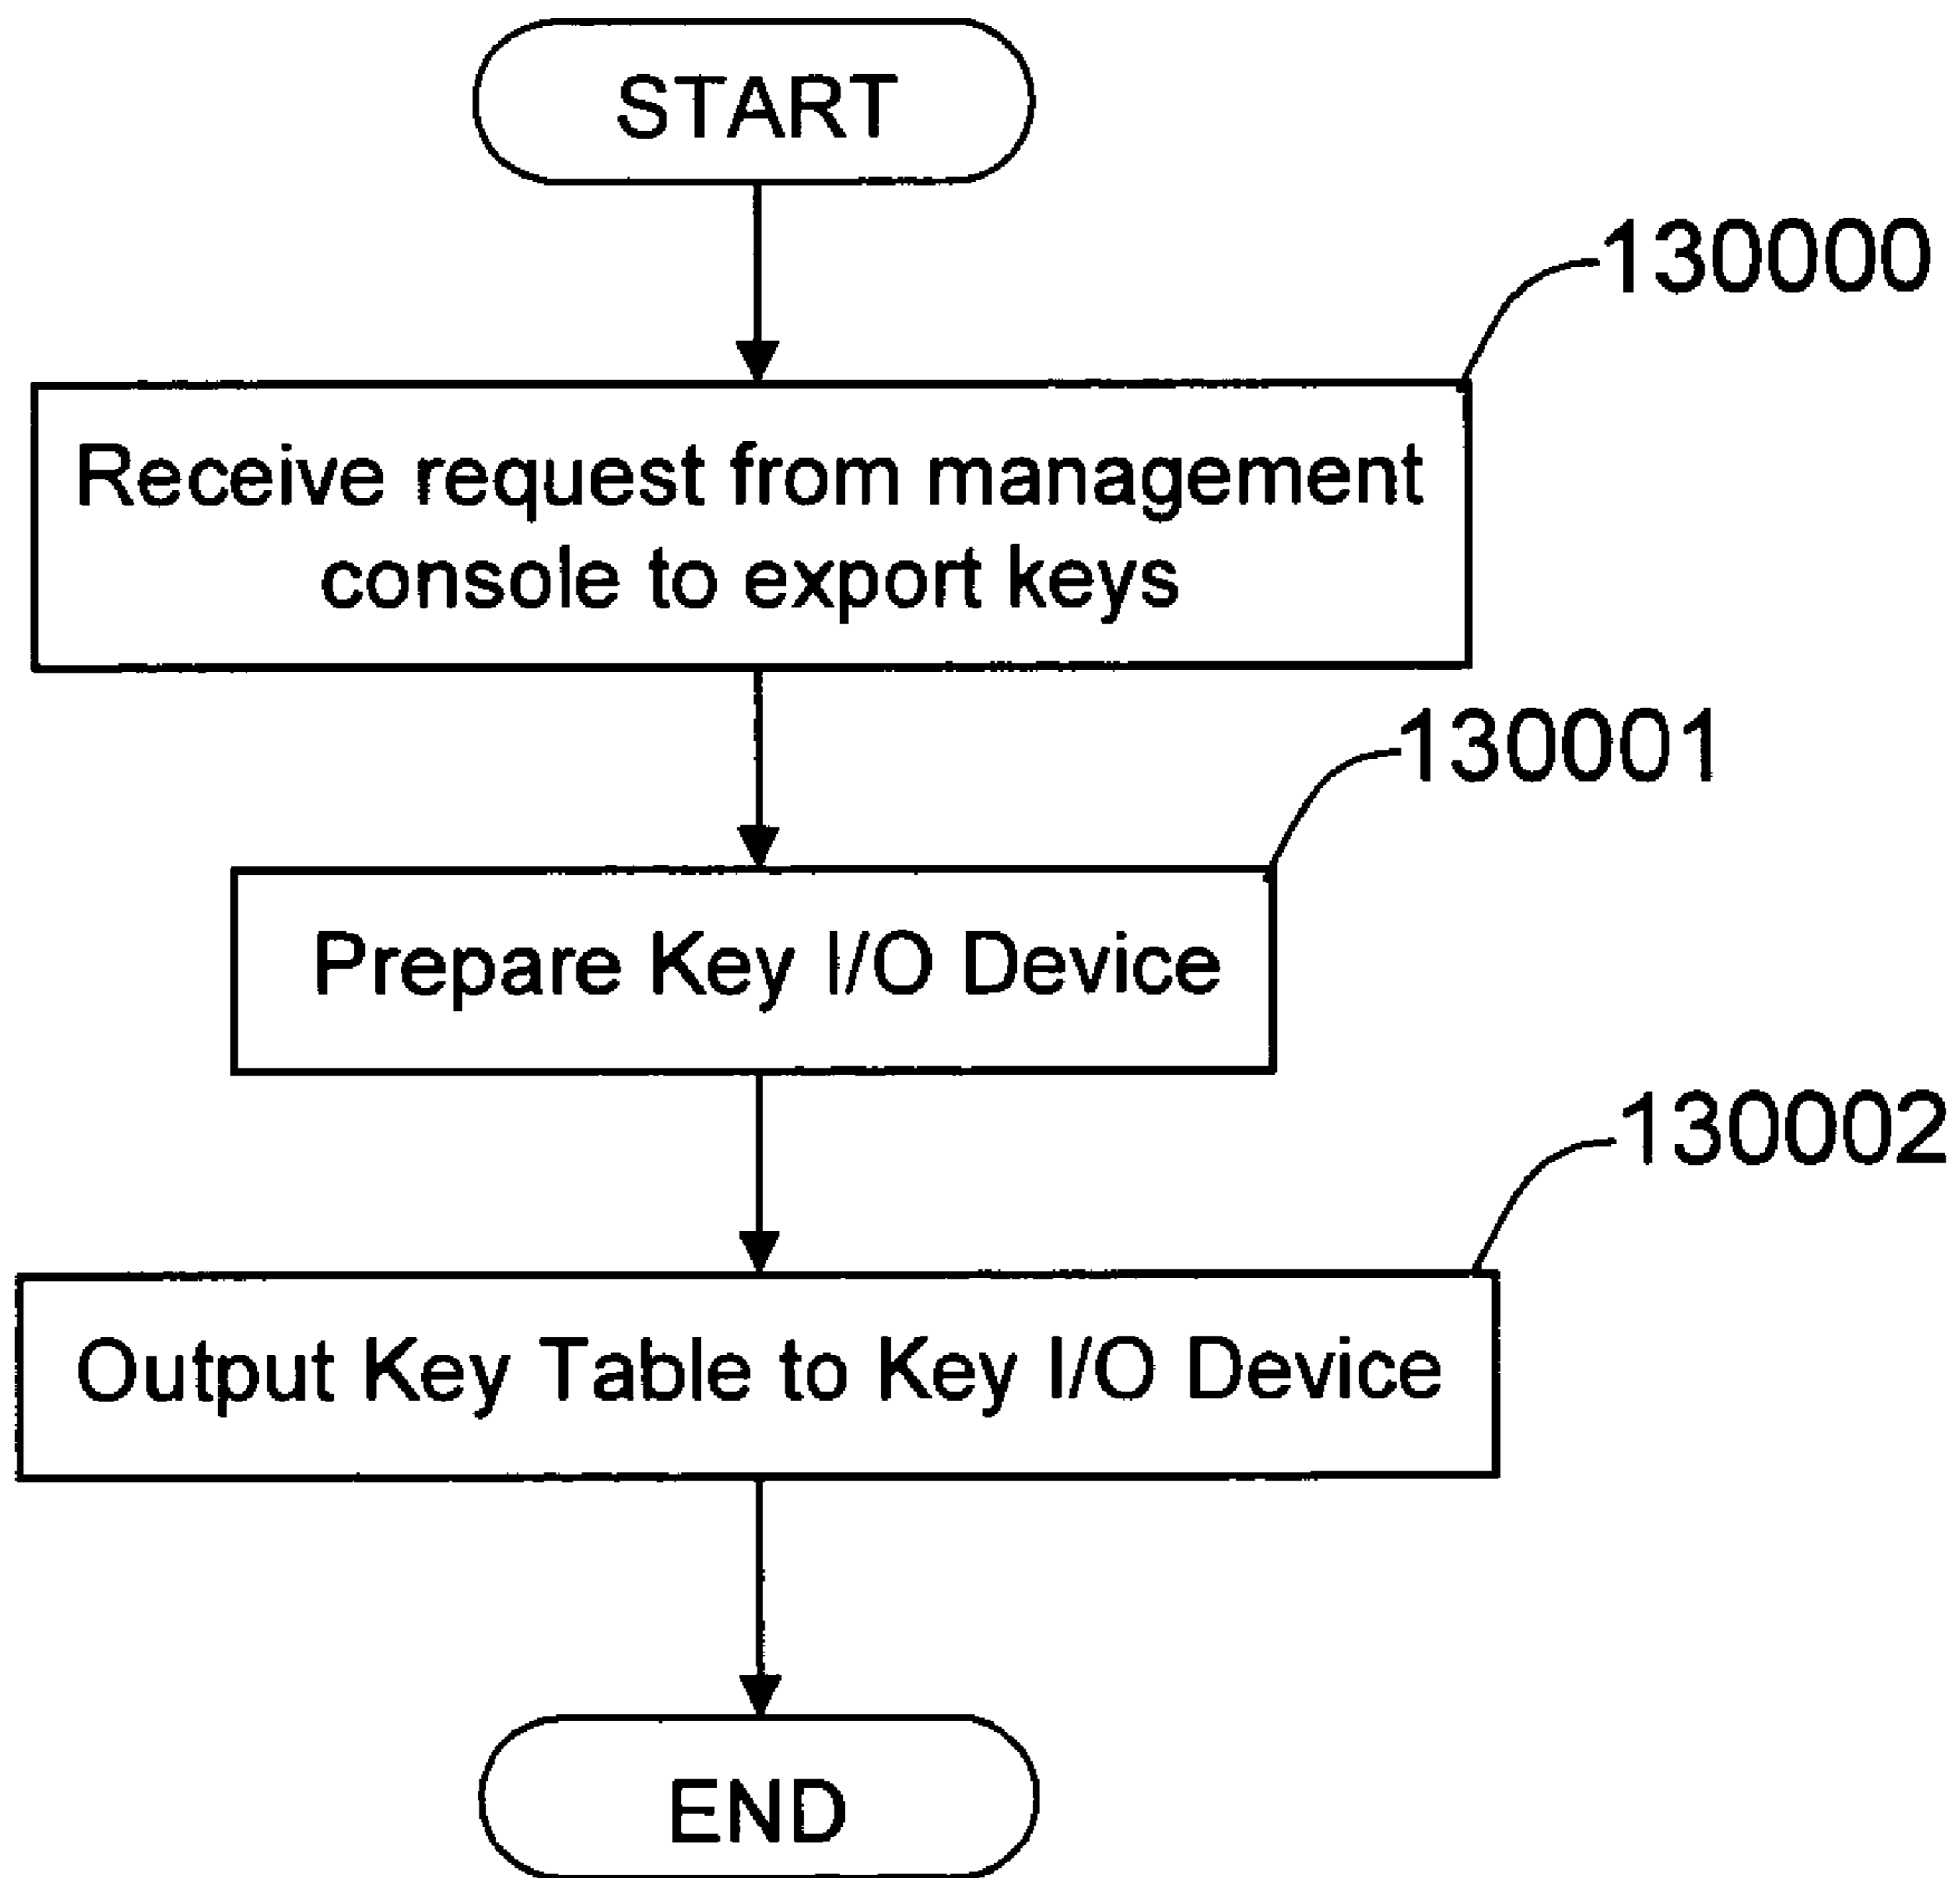 START
130000
Receive request from management
console to export keys
130001
Prepare Key I/O Device
130002
Output Key Table to Key I/O Device
END